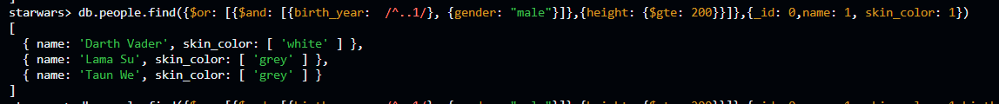 starwars> db.people.find({$or: [{$and: [{birth_year:  /^..1/}, {gender: "male"}]},{height: {$gte: 200}}]},{_id: 0,name: 1, skin_color: 1})
[
  { name: 'Darth Vader', skin_color: [ 'white' ] },
  { name: 'Lama Su', skin_color: [ 'grey' ] },
  { name: 'Taun We', skin_color: [ 'grey' ] }
]